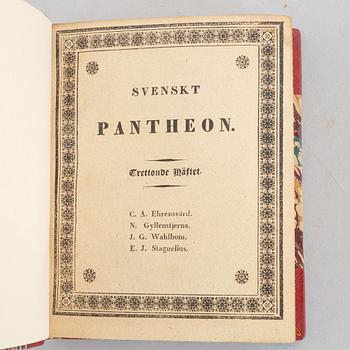 SVENSKT
PANTHEON.
Trettonde Häftet.
C. A. Ehrensvärd.
N. Gyllenstjerna.
J. G. Wahlbom.
E. J. Stagnelius.